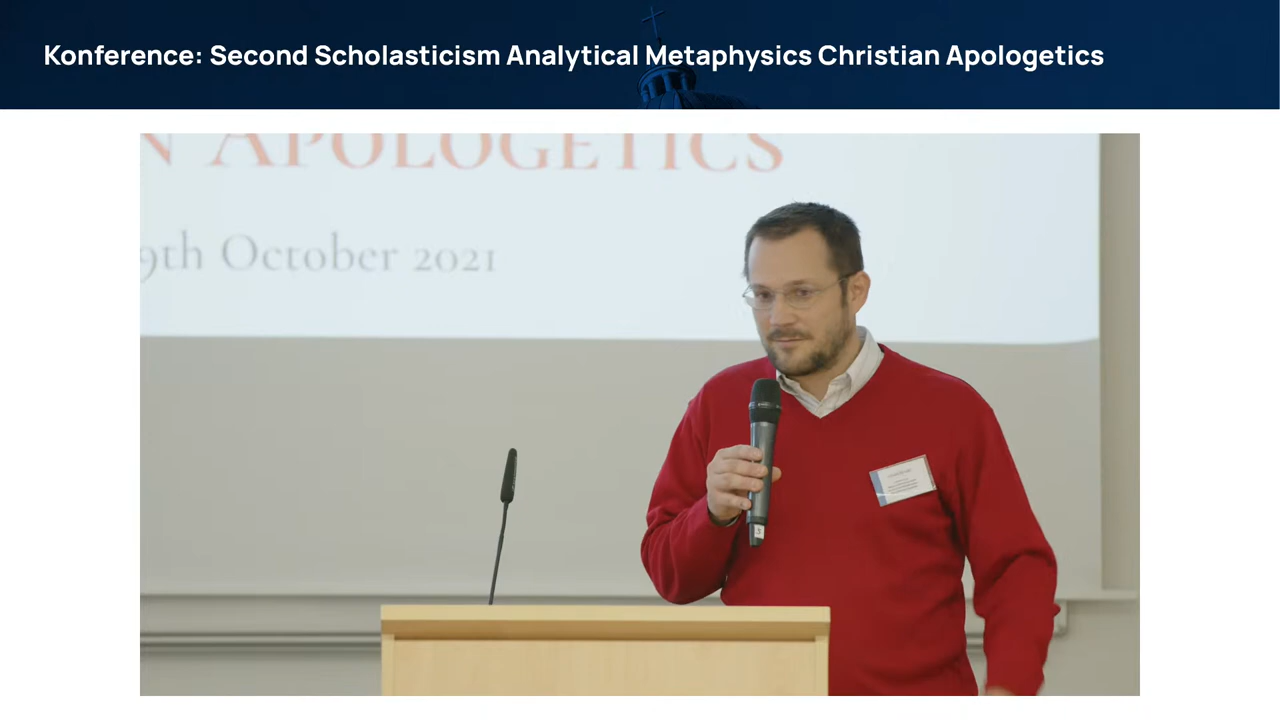 Konference: Second Scholasticism Analytical Metaphysics Christian Apologetics
N APOLOGETICS
9th October 2021